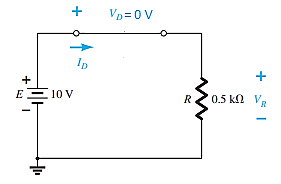 + V_D = 0 V
I_D
+
E 10 V
−
R 0.5 kΩ
+
V_R
−